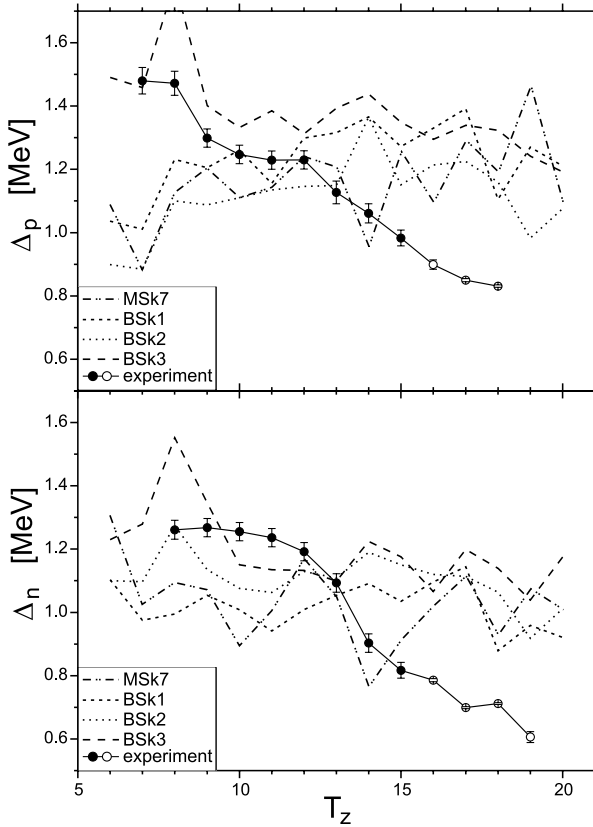 1.6
1.4
1.2
1.0
0.8
0.6
Δp [MeV]
MSk7
BSk1
BSk2
BSk3
experiment
1.6
1.4
1.2
1.0
0.8
0.6
Δn [MeV]
MSk7
BSk1
BSk2
BSk3
experiment
5 10 15 20
Tz